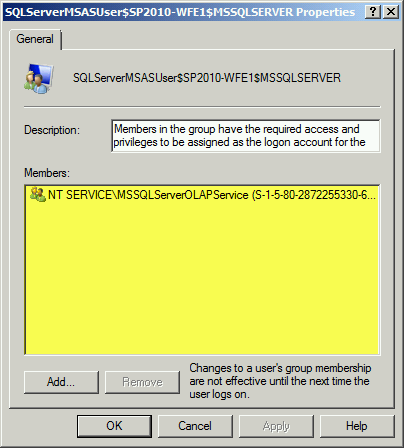 SQLServerMSASUser$SP2010-WFE1$MSSQLSERVER Properties
General
SQLServerMSASUser$SP2010-WFE1$MSSQLSERVER
Description:
Members in the group have the required access and
privileges to be assigned as the logon account for the
Members:
NT SERVICE\MSSQLServerOLAPService (S-1-5-80-2872255330-6...
Add...
Remove
Changes to a user's group membership
are not effective until the next time the
user logs on.
OK
Cancel
Apply
Help